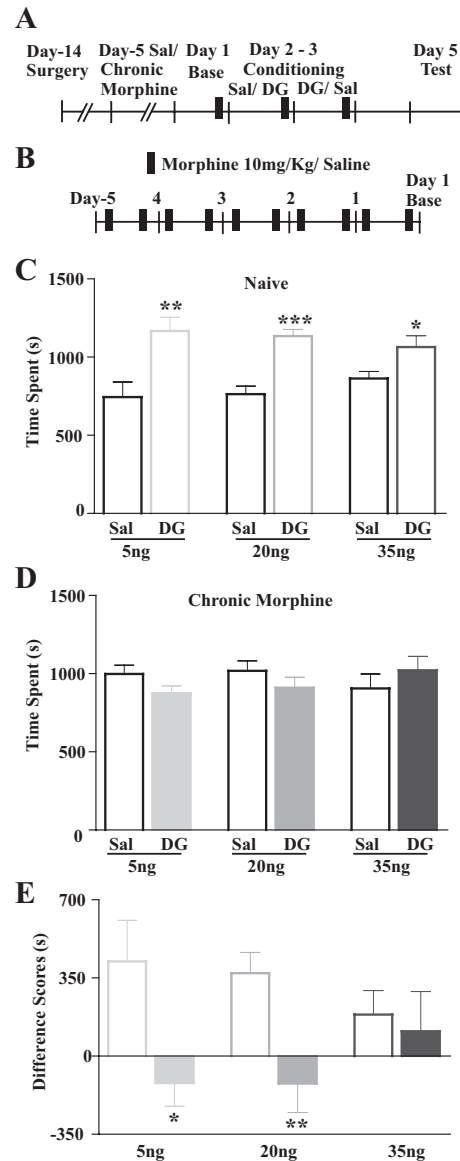 A
Day-14 Day-5 Sal/ Day 1 Day 2 - 3 Day 5
Surgery Chronic Base Conditioning Test
Morphine Sal/ DG DG/ Sal
B
Morphine 10mg/Kg/ Saline
Day-5 4 3 2 1 Day 1
Base
C
Naive
1500
1000
500
0
Time Spent (s)
**
***
*
Sal DG Sal DG Sal DG
5ng 20ng 35ng
D
Chronic Morphine
1500
1000
500
0
Time Spent (s)
Sal DG Sal DG Sal DG
5ng 20ng 35ng
E
700
350
0
-350
Difference Scores (s)
*
**
5ng 20ng 35ng